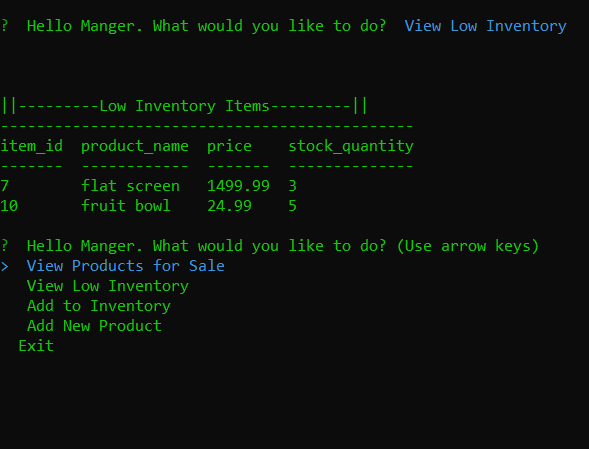 ?  Hello Manger. What would you like to do?  View Low Inventory
||---------Low Inventory Items---------||
----------------------------------------------
item_id  product_name  price    stock_quantity
-------  ------------  -------  --------------
7        flat screen   1499.99  3
10       fruit bowl    24.99    5
?  Hello Manger. What would you like to do? (Use arrow keys)
>  View Products for Sale
   View Low Inventory
   Add to Inventory
   Add New Product
  Exit